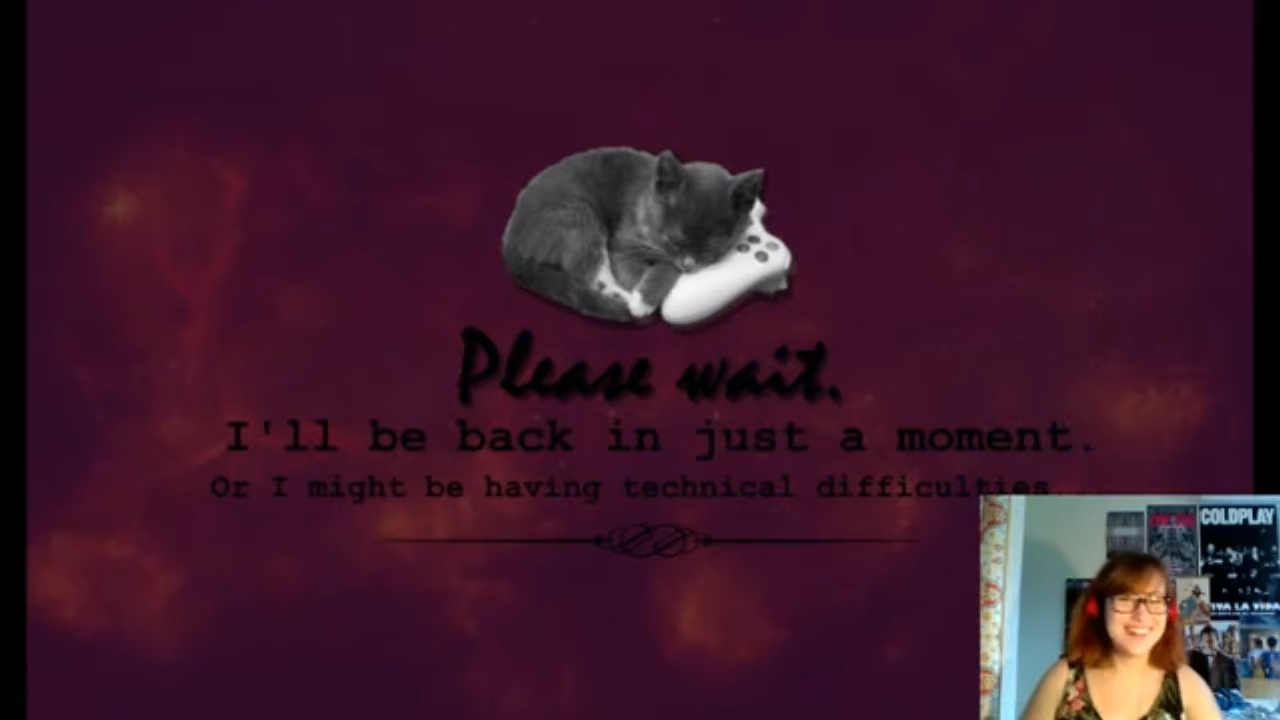 Please wait.
I'll be back in just a moment.
Or I might be having technical difficulties...
COLDPLAY
VIVA LA VIDA